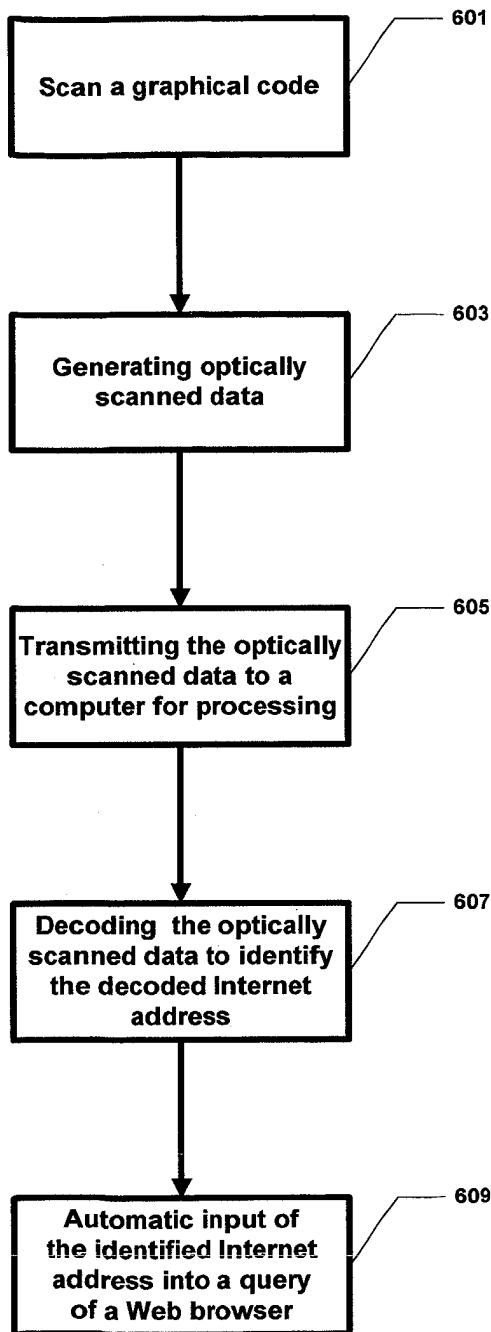 601
Scan a graphical code
603
Generating optically
scanned data
605
Transmitting the optically
scanned data to a
computer for processing
607
Decoding the optically
scanned data to identify
the decoded Internet
address
609
Automatic input of
the identified Internet
address into a query
of a Web browser